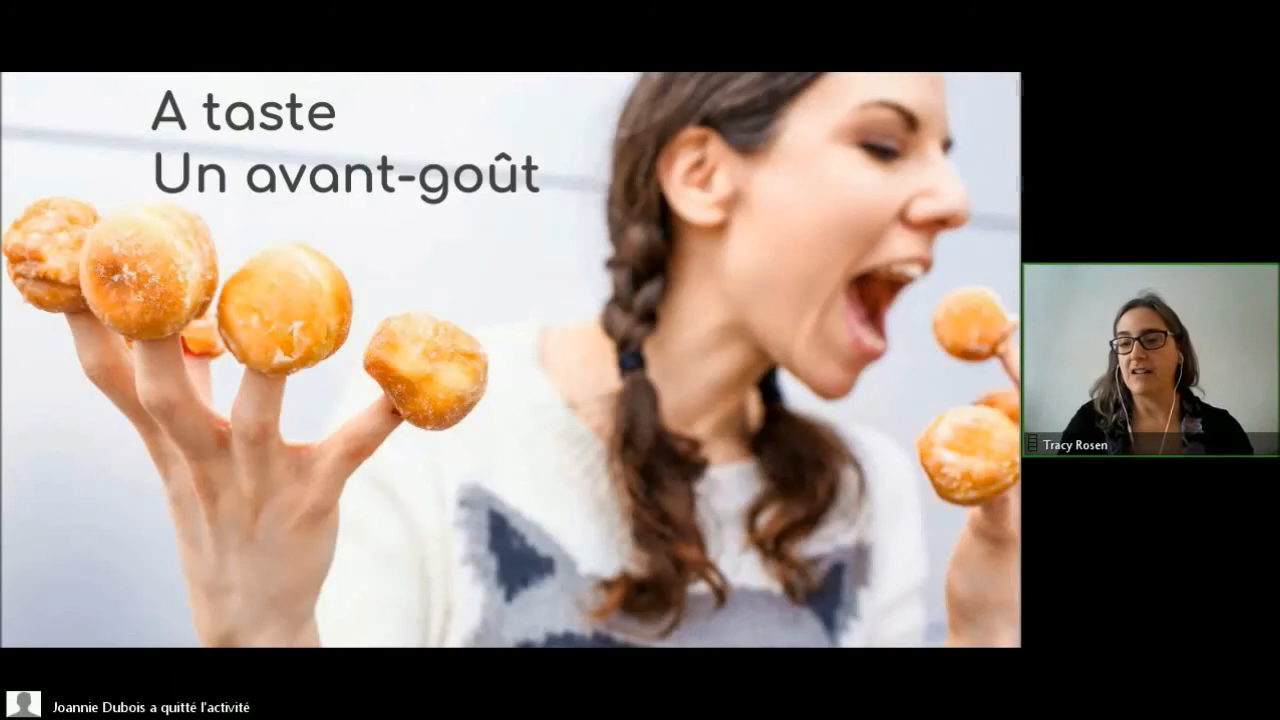 A taste
Un avant-goût
Tracy Rosen
Joannie Dubois a quitté l'activité